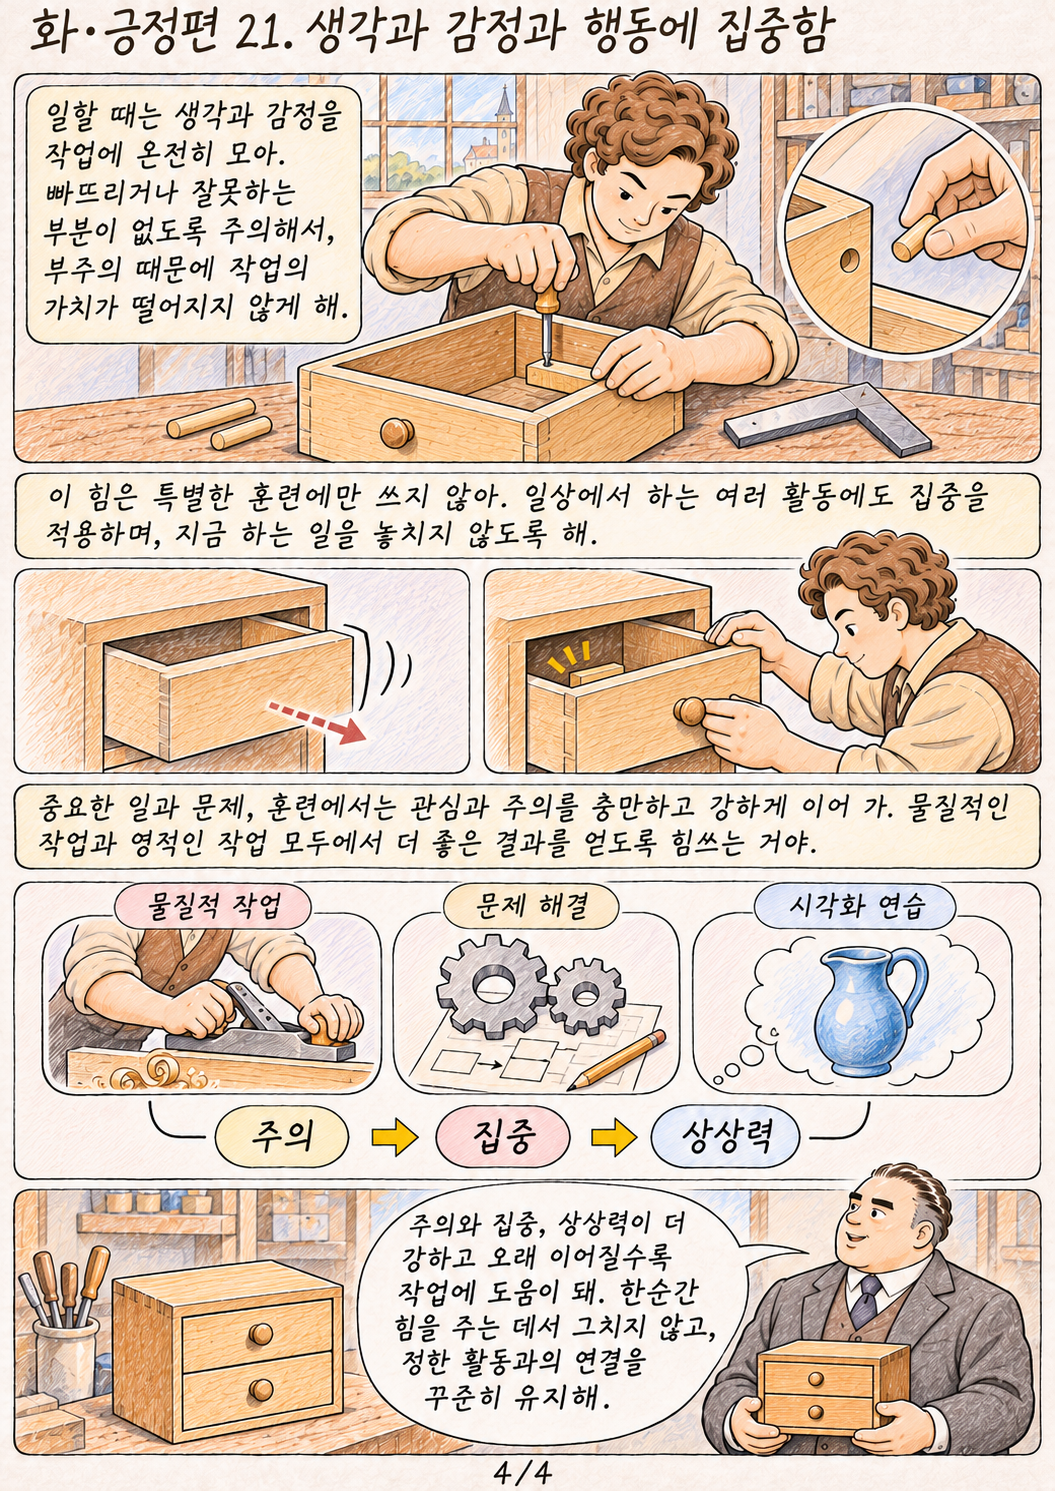 화·긍정편 21. 생각과 감정과 행동에 집중함
일할 때는 생각과 감정을
작업에 온전히 모아.
빠뜨리거나 잘못하는
부분이 없도록 주의해서,
부주의 때문에 작업의
가치가 떨어지지 않게 해.
이 힘은 특별한 훈련에만 쓰지 않아. 일상에서 하는 여러 활동에도 집중을
적용하며, 지금 하는 일을 놓치지 않도록 해.
중요한 일과 문제, 훈련에서는 관심과 주의를 충만하고 강하게 이어 가. 물질적인
작업과 영적인 작업 모두에서 더 좋은 결과를 얻도록 힘쓰는 거야.
물질적 작업
문제 해결
시각화 연습
주의
집중
상상력
주의와 집중, 상상력이 더
강하고 오래 이어질수록
작업에 도움이 돼. 한순간
힘을 주는 데서 그치지 않고,
정한 활동과의 연결을
꾸준히 유지해.
4/4